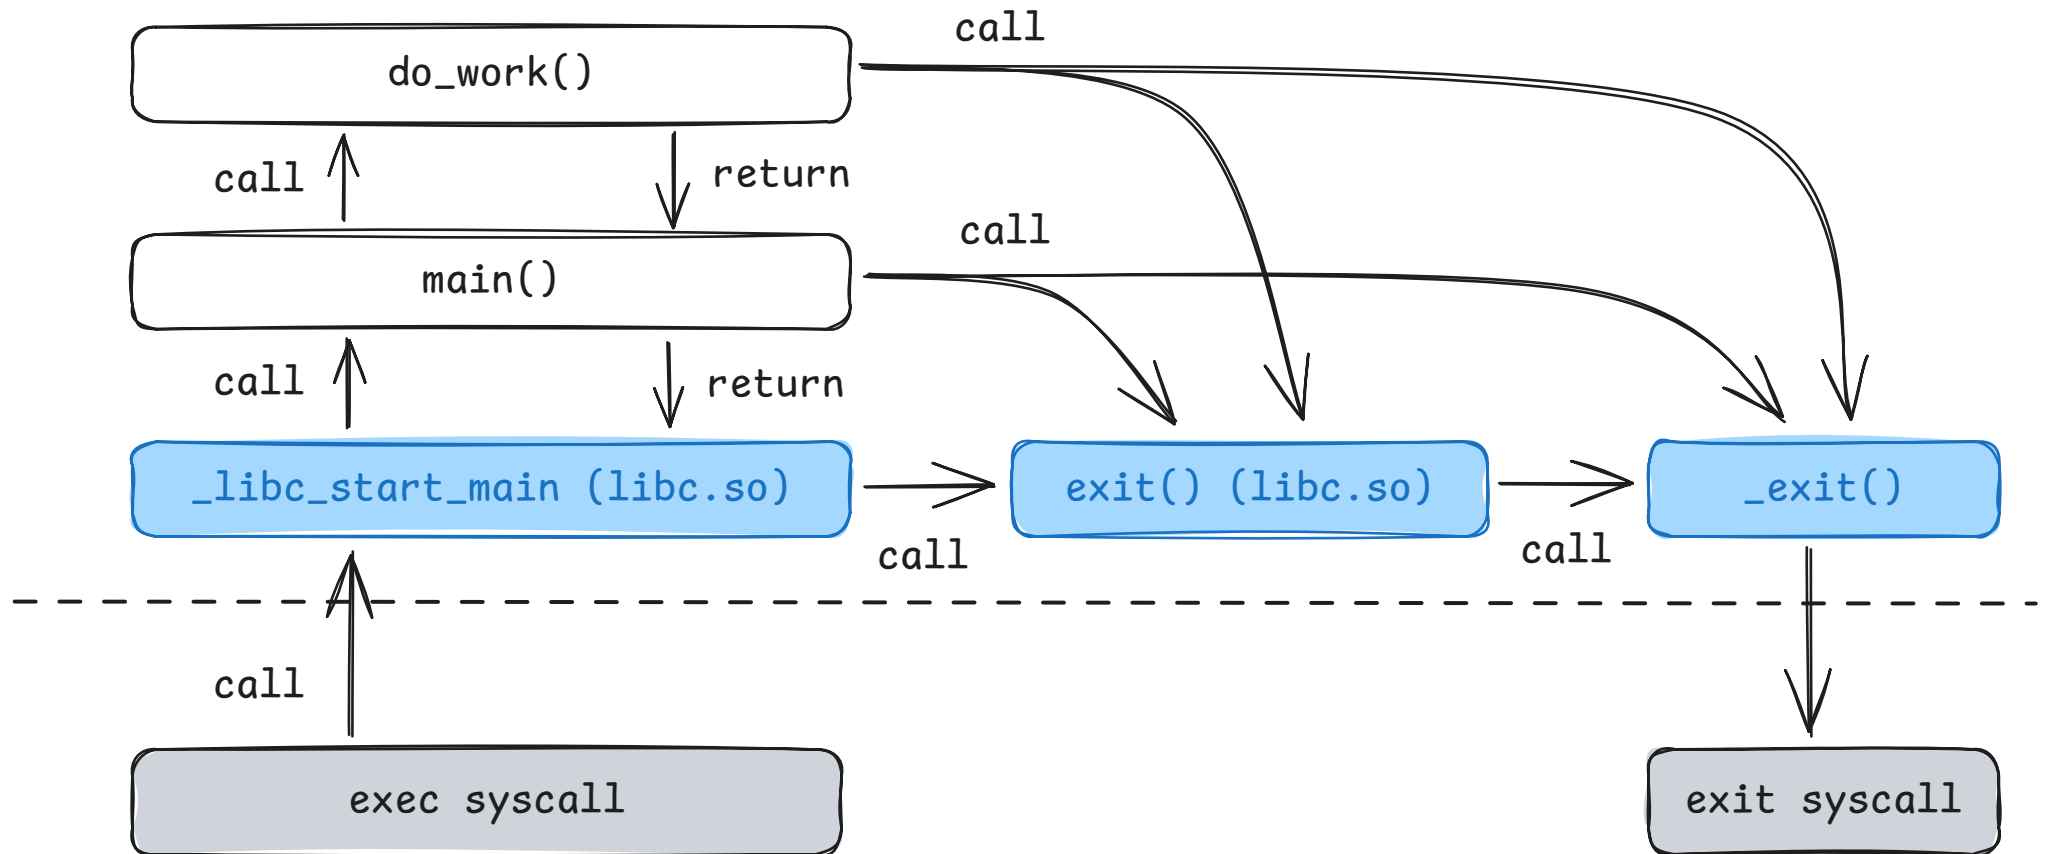 call
do_work()
call
return
call
main()
call
return
_libc_start_main (libc.so)
exit() (libc.so)
_exit()
call
call
call
exec syscall
exit syscall